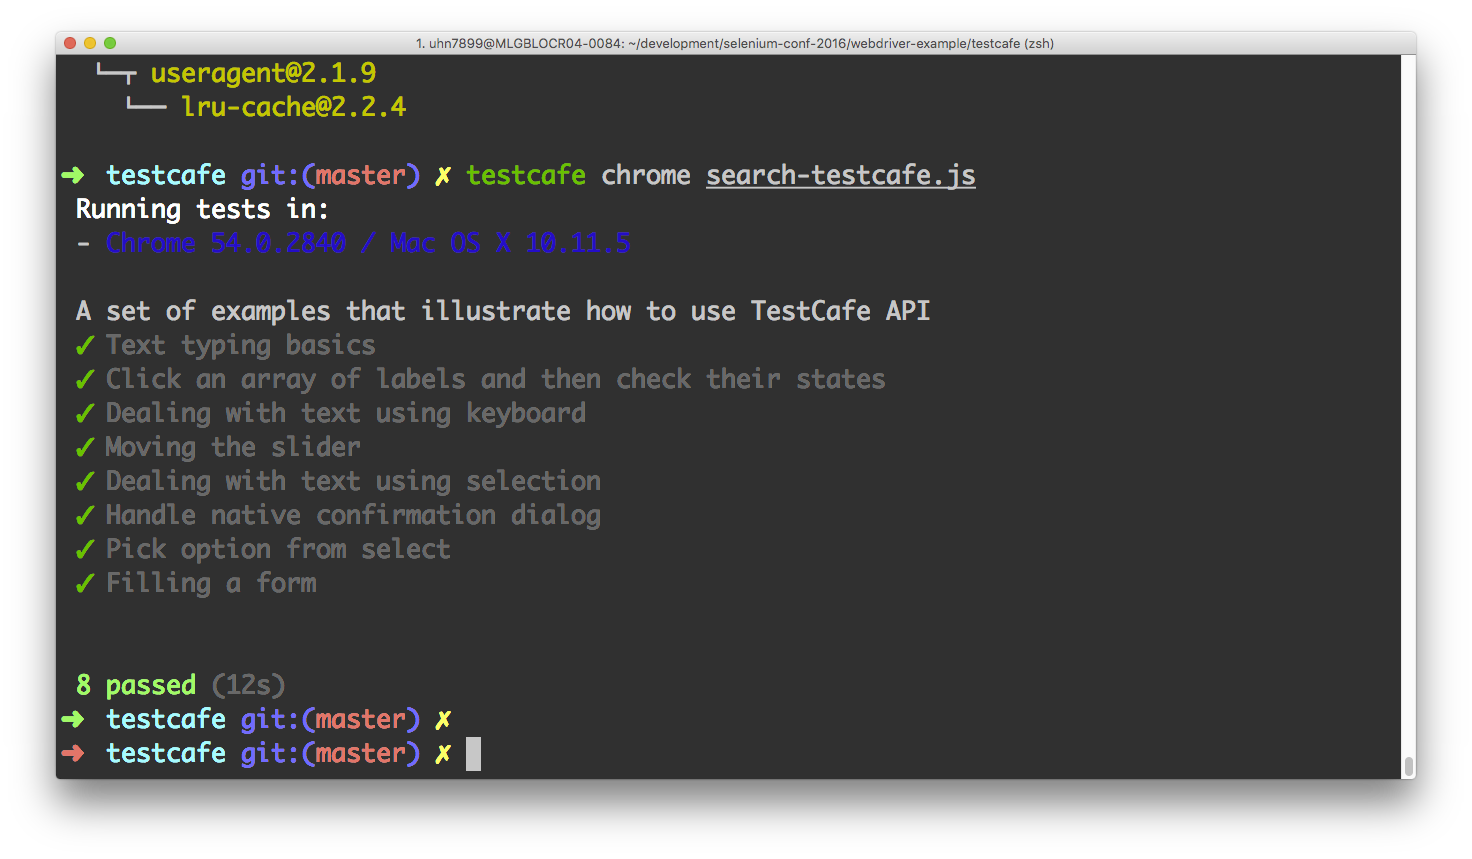 1. uhn7899@MLGBLOCR04-0084: ~/development/selenium-conf-2016/webdriver-example/testcafe (zsh)
└─┬ useragent@2.1.9
└── lru-cache@2.2.4
➜ testcafe git:(master) ✗ testcafe chrome search-testcafe.js
Running tests in:
- Chrome 54.0.2840 / Mac OS X 10.11.5
A set of examples that illustrate how to use TestCafe API
✓ Text typing basics
✓ Click an array of labels and then check their states
✓ Dealing with text using keyboard
✓ Moving the slider
✓ Dealing with text using selection
✓ Handle native confirmation dialog
✓ Pick option from select
✓ Filling a form
8 passed (12s)
➜ testcafe git:(master) ✗
➜ testcafe git:(master) ✗